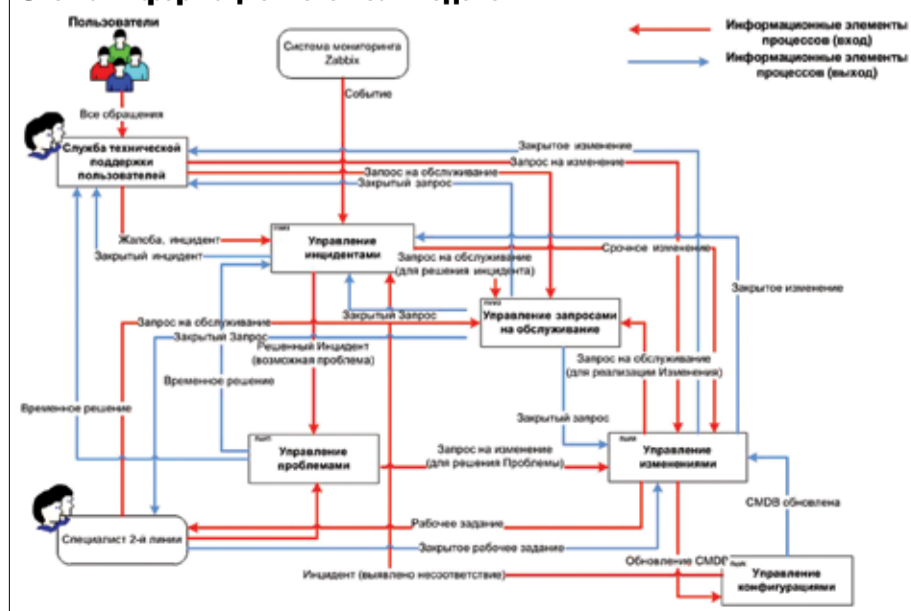 Пользователи
Система мониторинга
Zabbix
Информационные элементы
процессов (вход)
Информационные элементы
процессов (выход)
Событие
Все обращения
Служба технической
поддержки
пользователей
Закрытое изменение
Запрос на изменение
Запрос на обслуживание
Закрытый запрос
Жалоба, инцидент
Закрытый инцидент
Управление
инцидентами
Запрос на обслуживание
(для решения инцидента)
Срочное изменение
Закрытое изменение
Управление запросами
на обслуживание
Закрытый Запрос
Запрос на обслуживание
Закрытый Запрос
Решенный Инцидент
(возможная проблема)
Запрос на обслуживание
(для реализации Изменения)
Временное решение
Временное решение
Закрытый запрос
Управление
проблемами
Запрос на изменение
(для решения Проблемы)
Управление
изменениями
CMDB обновлена
Специалист 2-й линии
Рабочее задание
Закрытое рабочее задание
Обновление CMDB
Инцидент (выявлено несоответствие)
Управление
конфигурациями